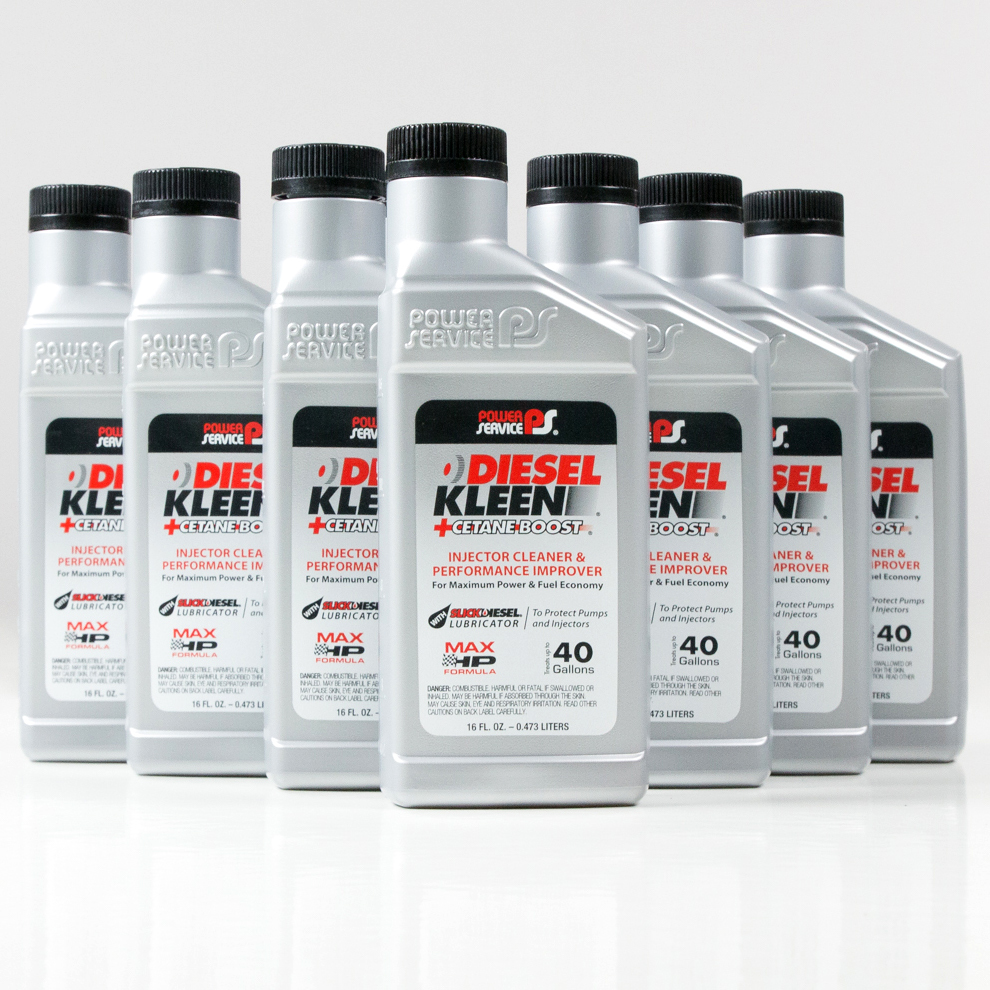 POWER
SERVICE PS
POWER
SERVICE PS.
DIESEL
KLEEN®
+CETANE BOOST®
INJECTOR CLEANER &
PERFORMANCE IMPROVER
For Maximum Power & Fuel Economy
WITH SLICKDIESEL
LUBRICATOR
To Protect Pumps
and Injectors
MAX
HP
FORMULA
Treats up to
40
Gallons
DANGER: COMBUSTIBLE. HARMFUL OR FATAL IF SWALLOWED OR
INHALED. MAY BE HARMFUL IF ABSORBED THROUGH THE SKIN.
MAY CAUSE SKIN, EYE AND RESPIRATORY IRRITATION. READ OTHER
CAUTIONS ON BACK LABEL CAREFULLY.
16 FL. OZ. – 0.473 LITERS